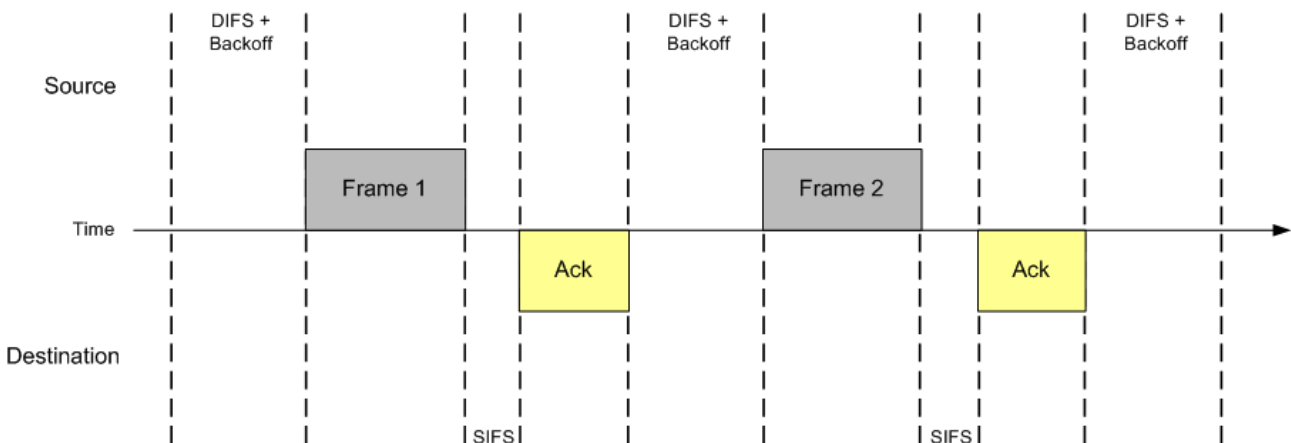 DIFS +
Backoff
DIFS +
Backoff
DIFS +
Backoff
Source
Frame 1
Frame 2
Time
Ack
Ack
Destination
SIFS
SIFS